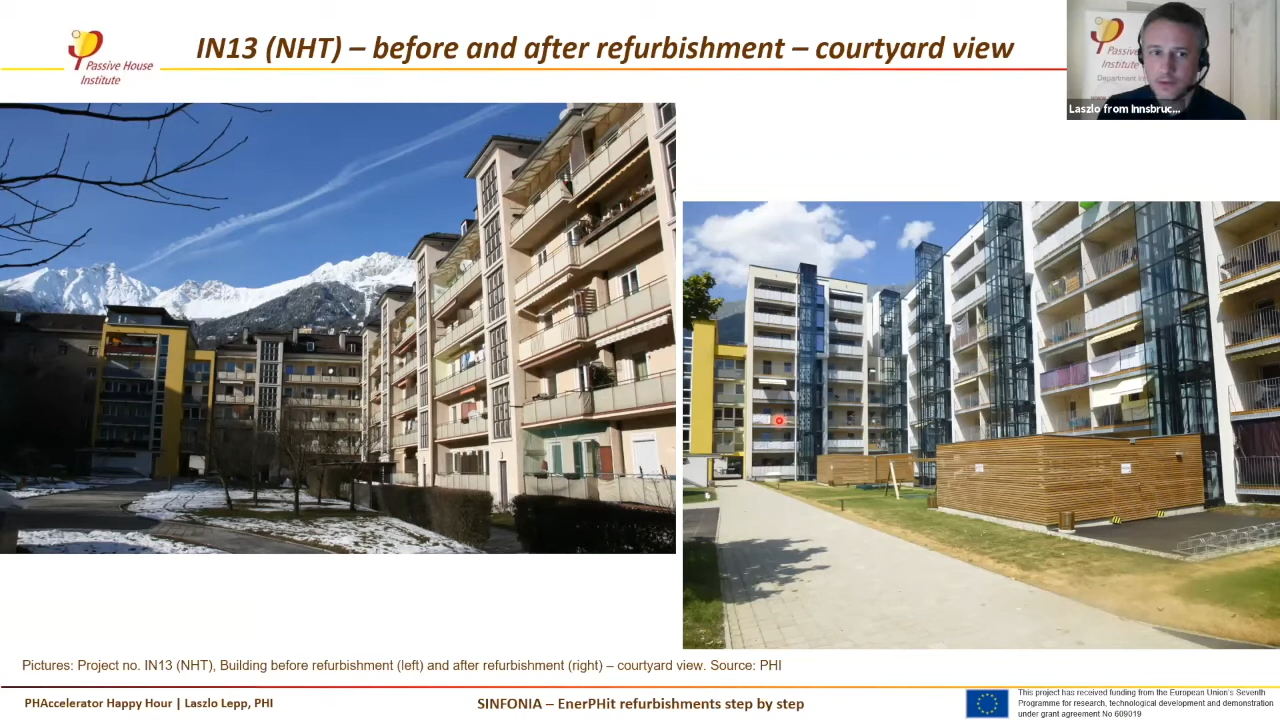 IN13 (NHT) – before and after refurbishment – courtyard view
Passive House
Institute
Passive
Institute
Laszlo from Innsbruc...
Pictures: Project no. IN13 (NHT), Building before refurbishment (left) and after refurbishment (right) – courtyard view. Source: PHI
PHAccelerator Happy Hour | Laszlo Lepp, PHI
SINFONIA – EnerPHit refurbishments step by step
This project has received funding from the European Union's Seventh
Programme for research, technological development and demonstration
under grant agreement No 609019